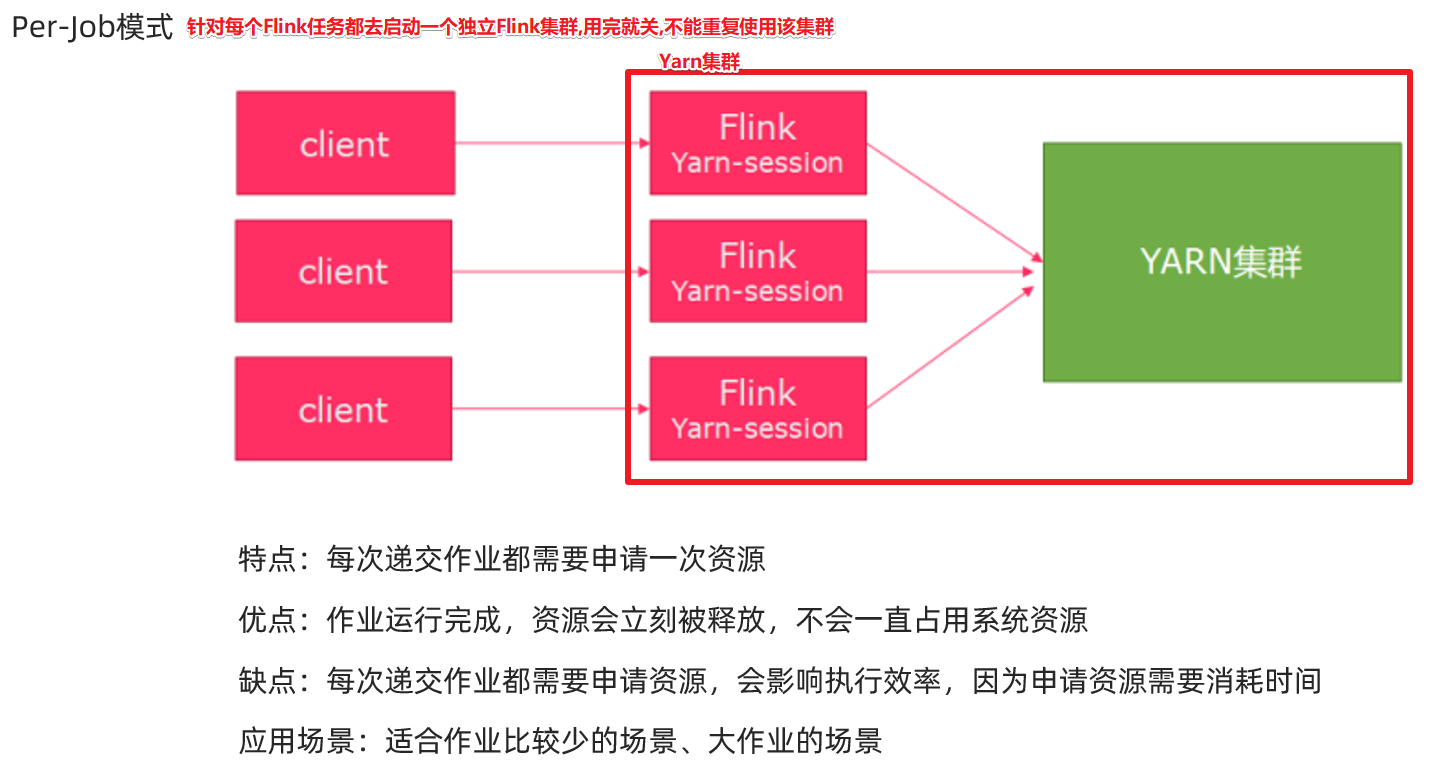 Per-Job模式 针对每个Flink任务都去启动一个独立Flink集群,用完就关,不能重复使用该集群
Yarn集群
client
Flink
Yarn-session
client
Flink
Yarn-session
YARN集群
client
Flink
Yarn-session
特点：每次递交作业都需要申请一次资源
优点：作业运行完成，资源会立刻被释放，不会一直占用系统资源
缺点：每次递交作业都需要申请资源，会影响执行效率，因为申请资源需要消耗时间
应用场景：适合作业比较少的场景、大作业的场景